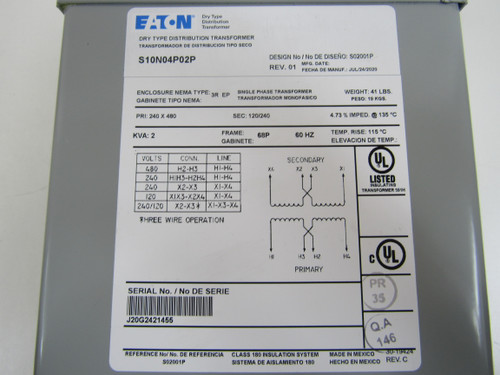 EATON Dry Type
Distribution
Transformer
DRY TYPE DISTRIBUTION TRANSFORMER
TRANSFORMADOR DE DISTRIBUCION TIPO SECO
S10N04P02P
DESIGN No / No DE DISEÑO: S02001P
REV. 01 MFG. DATE:
FECHA DE MANUF.: JUL/24/2020
ENCLOSURE NEMA TYPE: 3R EP
GABINETE TIPO NEMA:
SINGLE PHASE TRANSFORMER
TRANSFORMADOR MONOFASICO
WEIGHT: 41 LBS.
PESO: 19 KGS.
PRI: 240 X 480 SEC: 120/240 4.73 % IMPED. @ 135 °C
KVA: 2 FRAME: 68P 60 HZ TEMP. RISE: 115 °C
GABINETE: ELEVACION DE TEMP.:
VOLTS CONN. LINE
480 H2-H3 H1-H4
240 H1H3-H2H4 H1-H4
240 X2-X3 X1-X4
120 X1X3-X2X4 X1-X4
240/120 X2-X3‡ X1-X3-X4
‡THREE WIRE OPERATION
SECONDARY
X1 X2 X3 X4
H1 H3 H2 H4
PRIMARY
UL
LISTED
INSULATING
C UL
SERIAL No. / No DE SERIE
J20G2421455
PR
35
Q.A
146
REFERENCE No/ No. DE REFERENCIA
S02001P
CLASS 180 INSULATION SYSTEM
SISTEMA DE AISLAMIENTO 180
MADE IN MEXICO
HECHO EN MEXICO
30-19424
REV. C